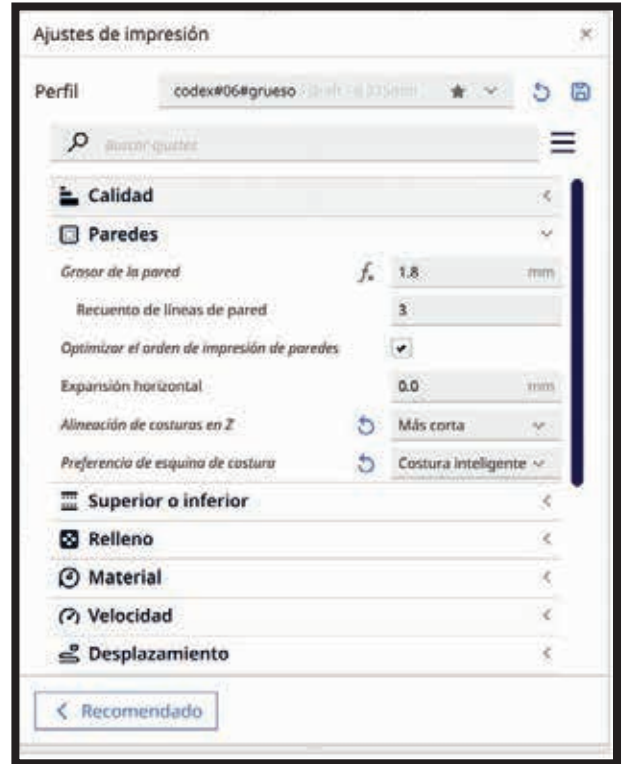 Ajustes de impresión
Perfil codex#06#grueso
Buscar ajustes
Calidad
Paredes
Grosor de la pared 1.8 mm
Recuento de líneas de pared 3
Optimizar el orden de impresión de paredes
Expansión horizontal 0.0 mm
Alineación de costuras en Z Más corta
Preferencia de esquina de costura Costura inteligente
Superior o inferior
Relleno
Material
Velocidad
Desplazamiento
Recomendado